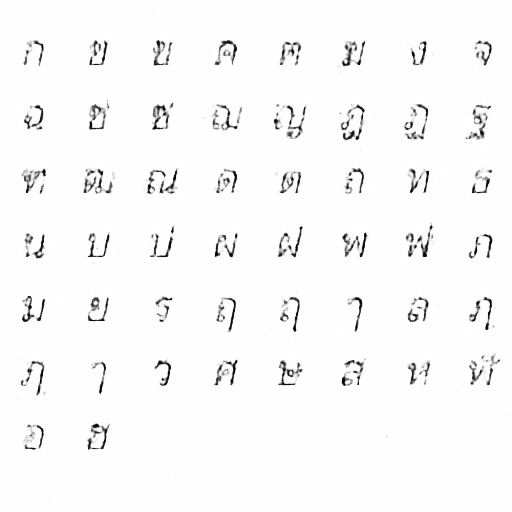 ก ข ฃ ค ฅ ฆ ง จ
ฉ ช ซ ฌ ญ ฎ ฏ ฐ
ฑ ฒ ณ ด ต ถ ท ธ
น บ ป ผ ฝ พ ฟ ภ
ม ย ร ฤ ฤ ๅ ล ฦ
ฦ ๅ ว ศ ษ ส ห ฬ
อ ฮ